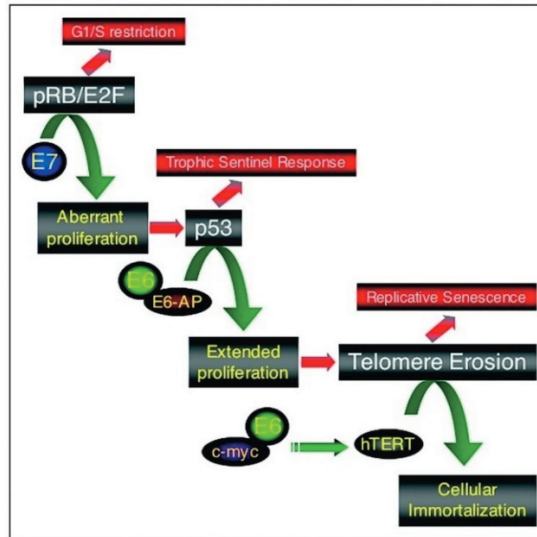 G1/S restriction
pRB/E2F
E7
Trophic Sentinel Response
Aberrant
proliferation
p53
E6
E6-AP
Replicative Senescence
Extended
proliferation
Telomere Erosion
E6
c-myc
hTERT
Cellular
Immortalization